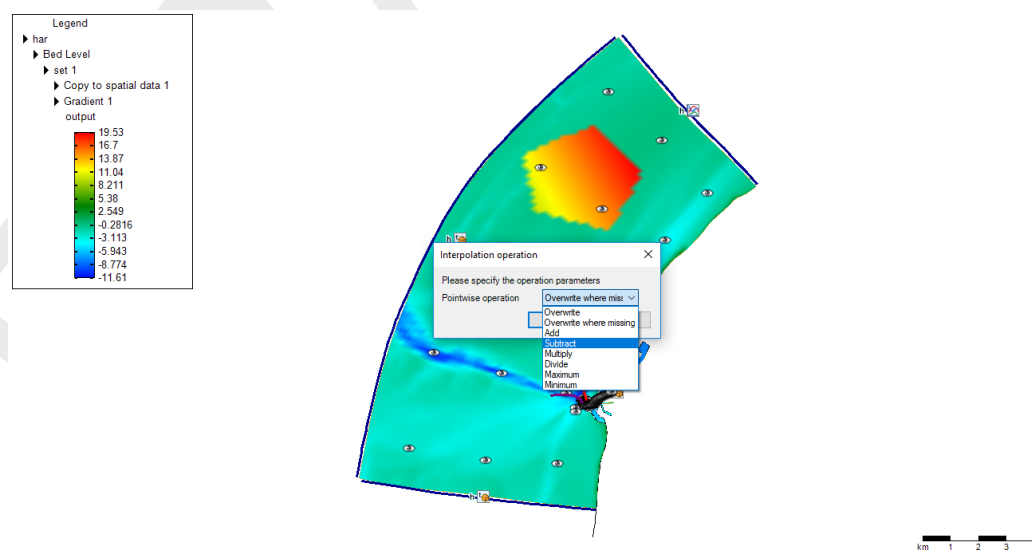 Legend
har
Bed Level
set 1
Copy to spatial data 1
Gradient 1
output
19.53
16.7
13.87
11.04
8.211
5.38
2.549
-0.2816
-3.113
-5.943
-8.774
-11.61
h
h
Interpolation operation
Please specify the operation parameters
Pointwise operation Overwrite where miss
Overwrite
Overwrite where missing
Add
Subtract
Multiply
Divide
Maximum
Minimum
h
km 1 2 3